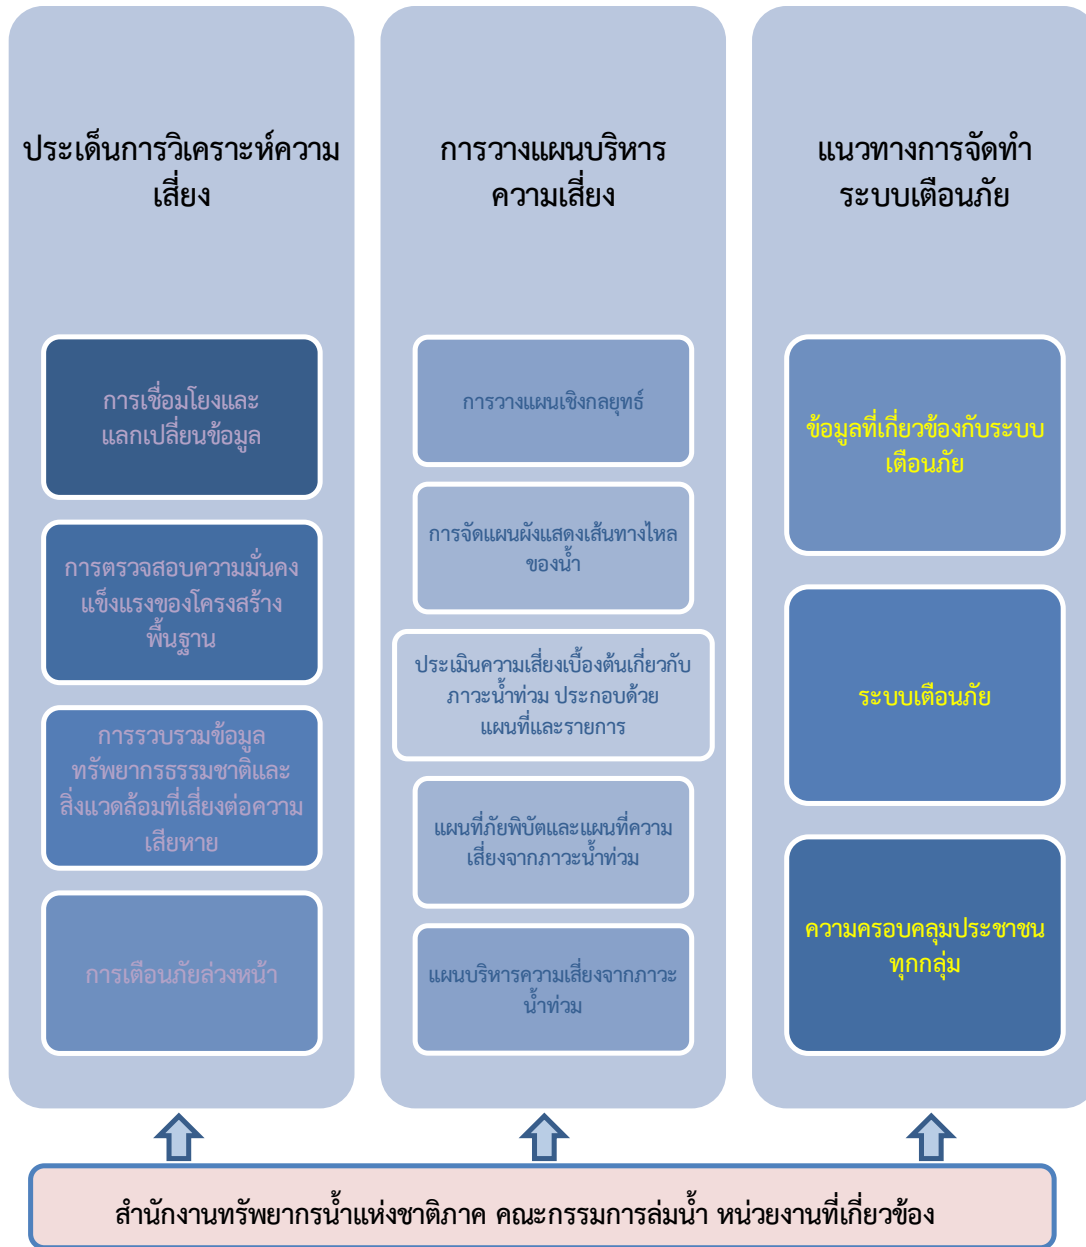 ประเด็นการวิเคราะห์ความ
เสี่ยง
การเชื่อมโยงและ
แลกเปลี่ยนข้อมูล
การตรวจสอบความมั่นคง
แข็งแรงของโครงสร้าง
พื้นฐาน
การรวบรวมข้อมูล
ทรัพยากรธรรมชาติและ
สิ่งแวดล้อมที่เสี่ยงต่อความ
เสียหาย
การเตือนภัยล่วงหน้า
การวางแผนบริหาร
ความเสี่ยง
การวางแผนเชิงกลยุทธ์
การจัดแผนผังแสดงเส้นทางไหล
ของน้ำ
ประเมินความเสี่ยงเบื้องต้นเกี่ยวกับ
ภาวะน้ำท่วม ประกอบด้วย
แผนที่และรายการ
แผนที่ภัยพิบัตและแผนที่ความ
เสี่ยงจากภาวะน้ำท่วม
แผนบริหารความเสี่ยงจากภาวะ
น้ำท่วม
แนวทางการจัดทำ
ระบบเตือนภัย
ข้อมูลที่เกี่ยวข้องกับระบบ
เตือนภัย
ระบบเตือนภัย
ความครอบคลุมประชาชน
ทุกกลุ่ม
สำนักงานทรัพยากรน้ำแห่งชาติภาค คณะกรรมการลุ่มน้ำ หน่วยงานที่เกี่ยวข้อง